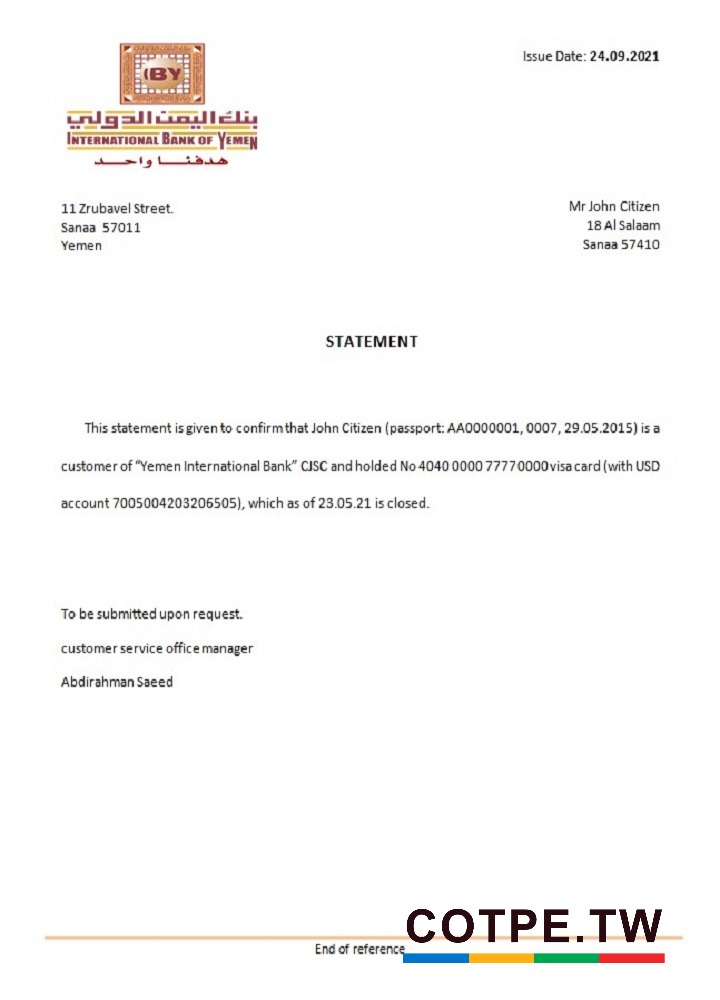 Issue Date: 24.09.2021
IBY
بنك اليمن الدولي
INTERNATIONAL BANK OF YEMEN
هدفنا واحد
11 Zrubavel Street.
Sanaa 57011
Yemen
Mr John Citizen
18 Al Salaam
Sanaa 57410
STATEMENT
This statement is given to confirm that John Citizen (passport: AA0000001, 0007, 29.05.2015) is a
customer of “Yemen International Bank” CJSC and holded No 4040 0000 7777 0000 visa card (with USD
account 7005004203206505), which as of 23.05.21 is closed.
To be submitted upon request.
customer service office manager
Abdirahman Saeed
COTPE.TW
End of reference